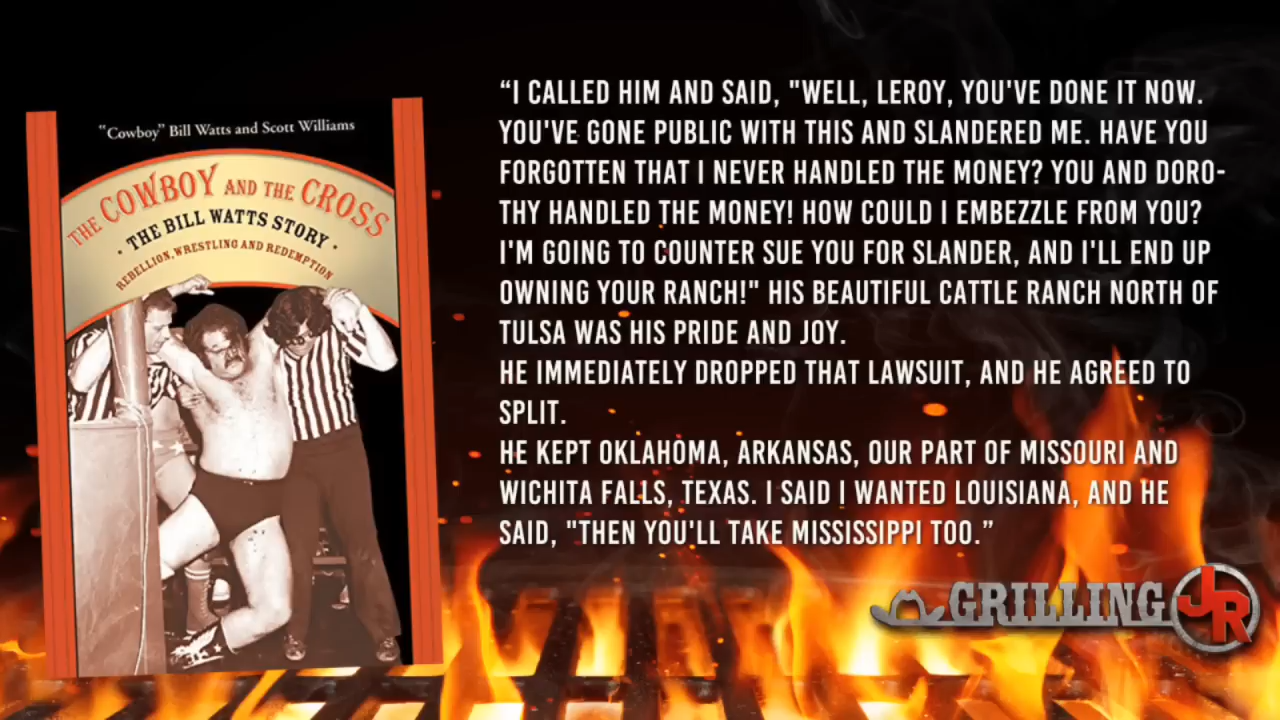 "Cowboy" Bill Watts and Scott Williams
THE COWBOY AND THE CROSS
· THE BILL WATTS STORY ·
REBELLION, WRESTLING AND REDEMPTION
“I CALLED HIM AND SAID, "WELL, LEROY, YOU'VE DONE IT NOW.
YOU'VE GONE PUBLIC WITH THIS AND SLANDERED ME. HAVE YOU
FORGOTTEN THAT I NEVER HANDLED THE MONEY? YOU AND DORO-
THY HANDLED THE MONEY! HOW COULD I EMBEZZLE FROM YOU?
I'M GOING TO COUNTER SUE YOU FOR SLANDER, AND I'LL END UP
OWNING YOUR RANCH!" HIS BEAUTIFUL CATTLE RANCH NORTH OF
TULSA WAS HIS PRIDE AND JOY.
HE IMMEDIATELY DROPPED THAT LAWSUIT, AND HE AGREED TO
SPLIT.
HE KEPT OKLAHOMA, ARKANSAS, OUR PART OF MISSOURI AND
WICHITA FALLS, TEXAS. I SAID I WANTED LOUISIANA, AND HE
SAID, "THEN YOU'LL TAKE MISSISSIPPI TOO.”
GRILLING JR